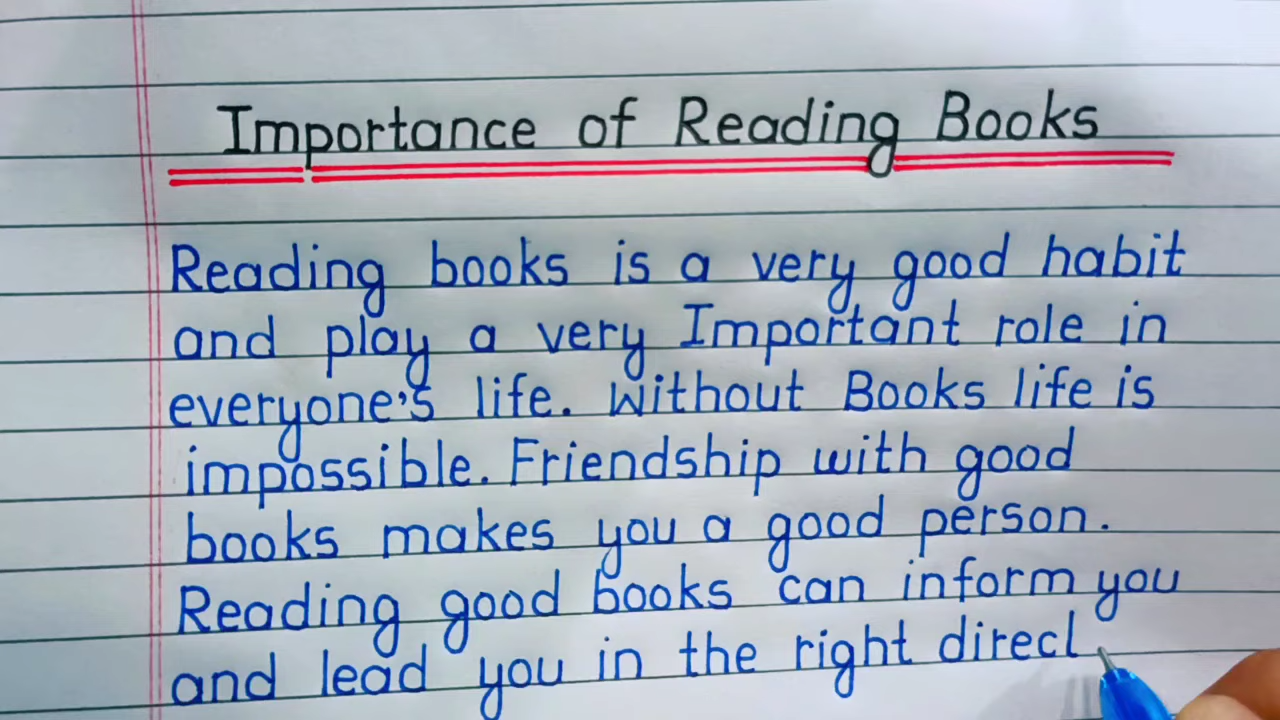 Importance of Reading Books
Reading books is a very good habit
and play a very Important role in
everyone's life. Without Books life is
impossible. Friendship with good
books makes you a good person.
Reading good books can inform you
and lead you in the right direcl